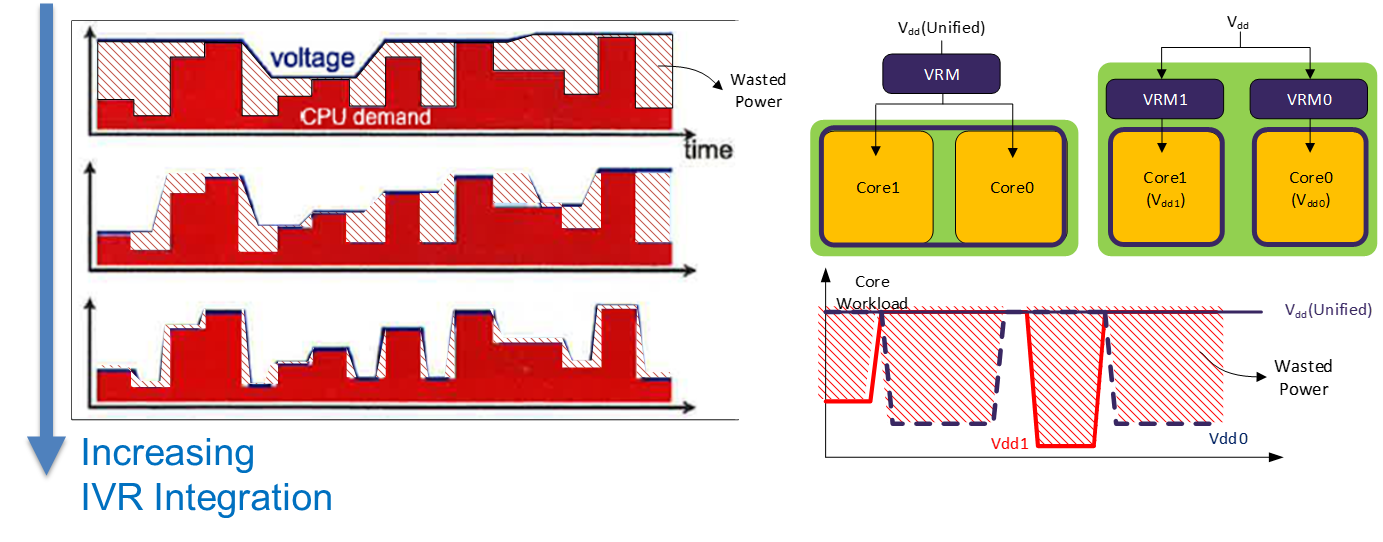 voltage
CPU demand
Wasted
Power
time
Increasing
IVR Integration
Vdd(Unified)
VRM
Core1
Core0
Vdd
VRM1
VRM0
Core1
(Vdd1)
Core0
(Vdd0)
Core
Workload
Vdd(Unified)
Wasted
Power
Vdd1
Vdd0